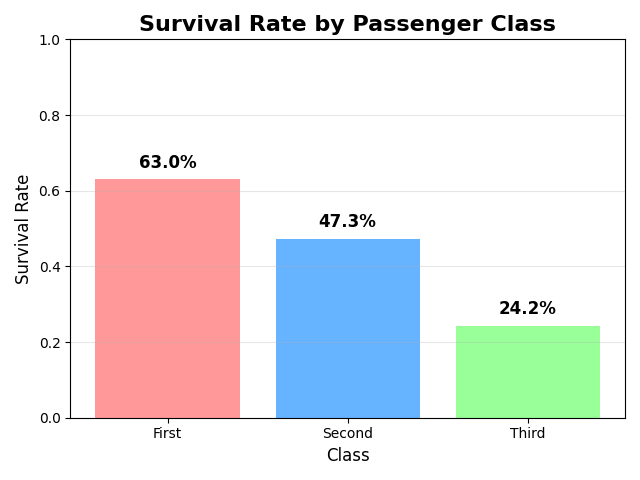 Survival Rate by Passenger Class
1.0
0.8
0.6
0.4
0.2
0.0
Survival Rate
63.0%
47.3%
24.2%
First
Second
Third
Class